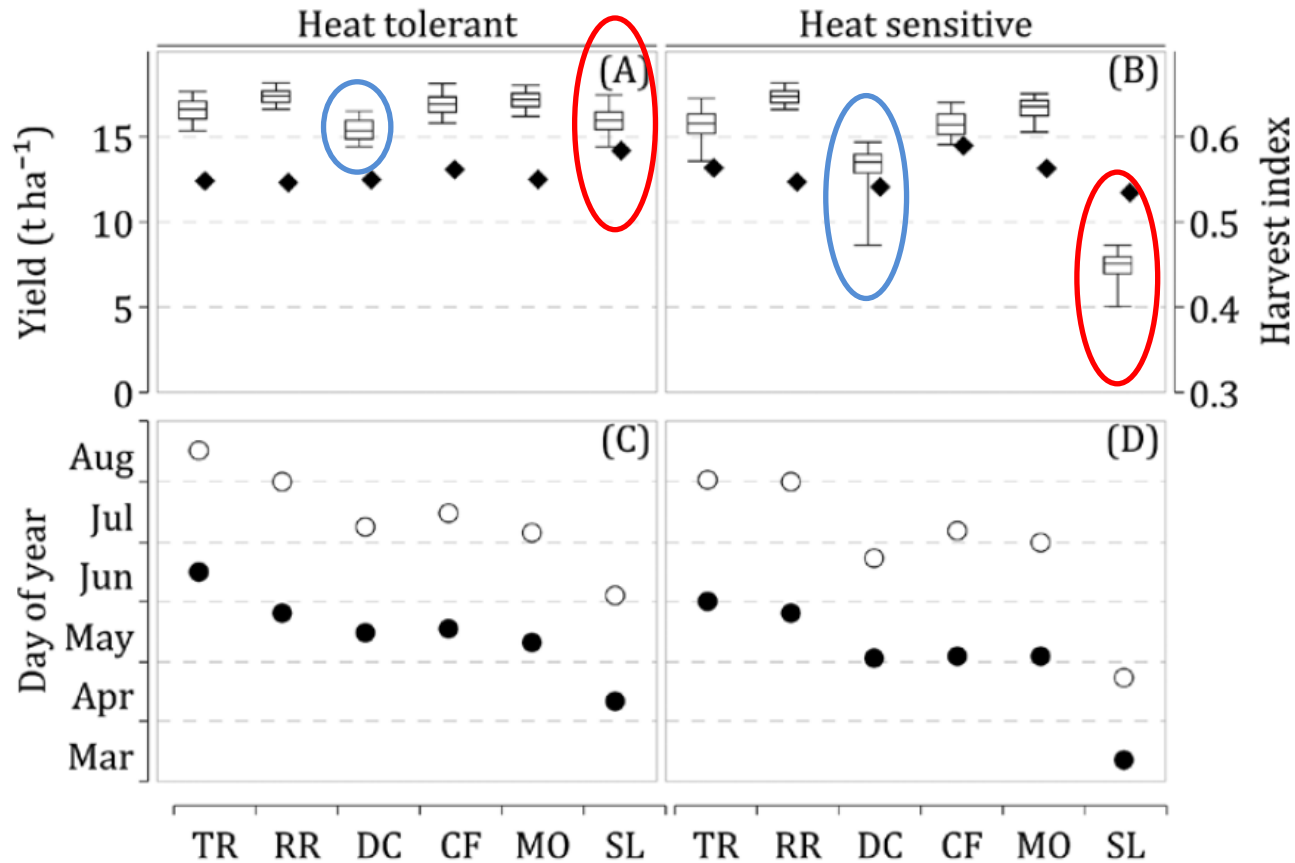 Heat tolerant
Heat sensitive
(A)
(B)
Yield (t ha⁻¹)
15
10
5
0
Harvest index
0.6
0.5
0.4
0.3
(C)
(D)
Day of year
Aug
Jul
Jun
May
Apr
Mar
TR RR DC CF MO SL
TR RR DC CF MO SL